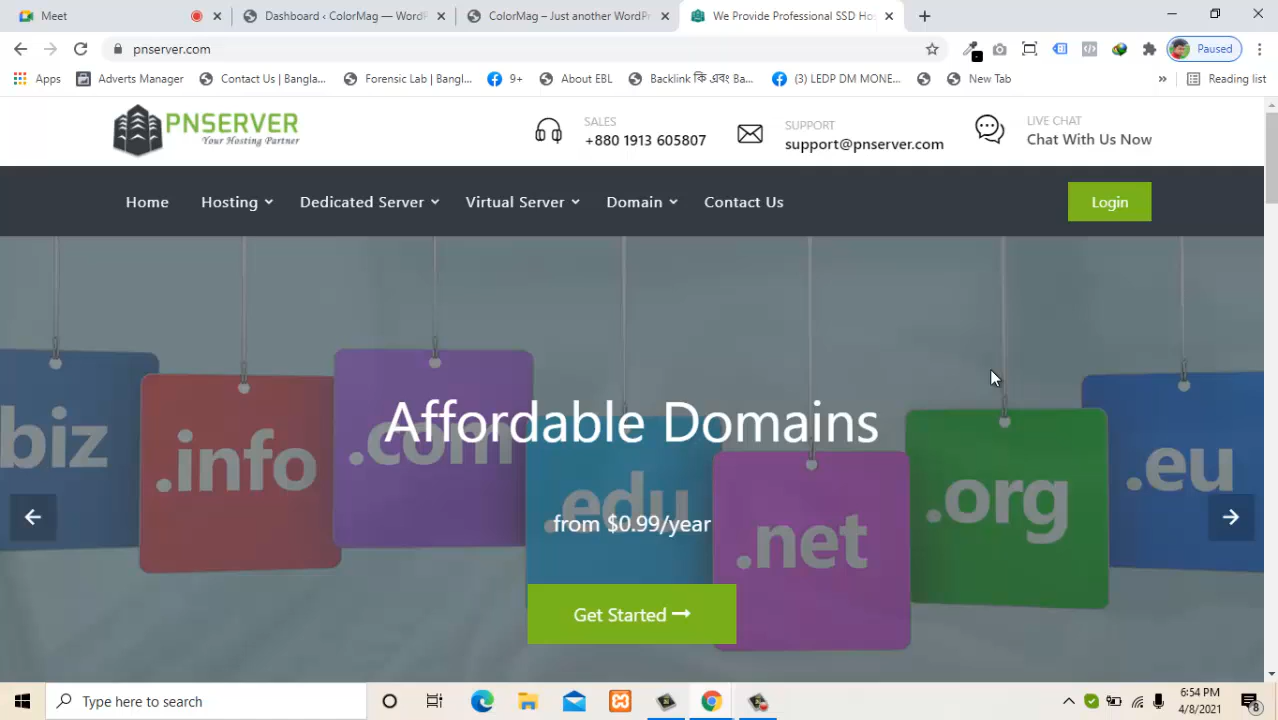 Meet
Dashboard ‹ ColorMag — WordP
ColorMag – Just another WordPr
We Provide Professional SSD Hos
pnserver.com
Paused
Apps
Adverts Manager
Contact Us | Bangla...
Forensic Lab | Bangl...
9+
About EBL
Backlink কি এবং Ba...
(3) LEDP DM MONE...
New Tab
»
Reading list
PNSERVER
Your Hosting Partner
SALES
+880 1913 605807
SUPPORT
support@pnserver.com
LIVE CHAT
Chat With Us Now
Home
Hosting
Dedicated Server
Virtual Server
Domain
Contact Us
Login
biz
.info
.com
.edu
.net
.org
.eu
Affordable Domains
from $0.99/year
Get Started
Type here to search
6:54 PM
4/8/2021
8